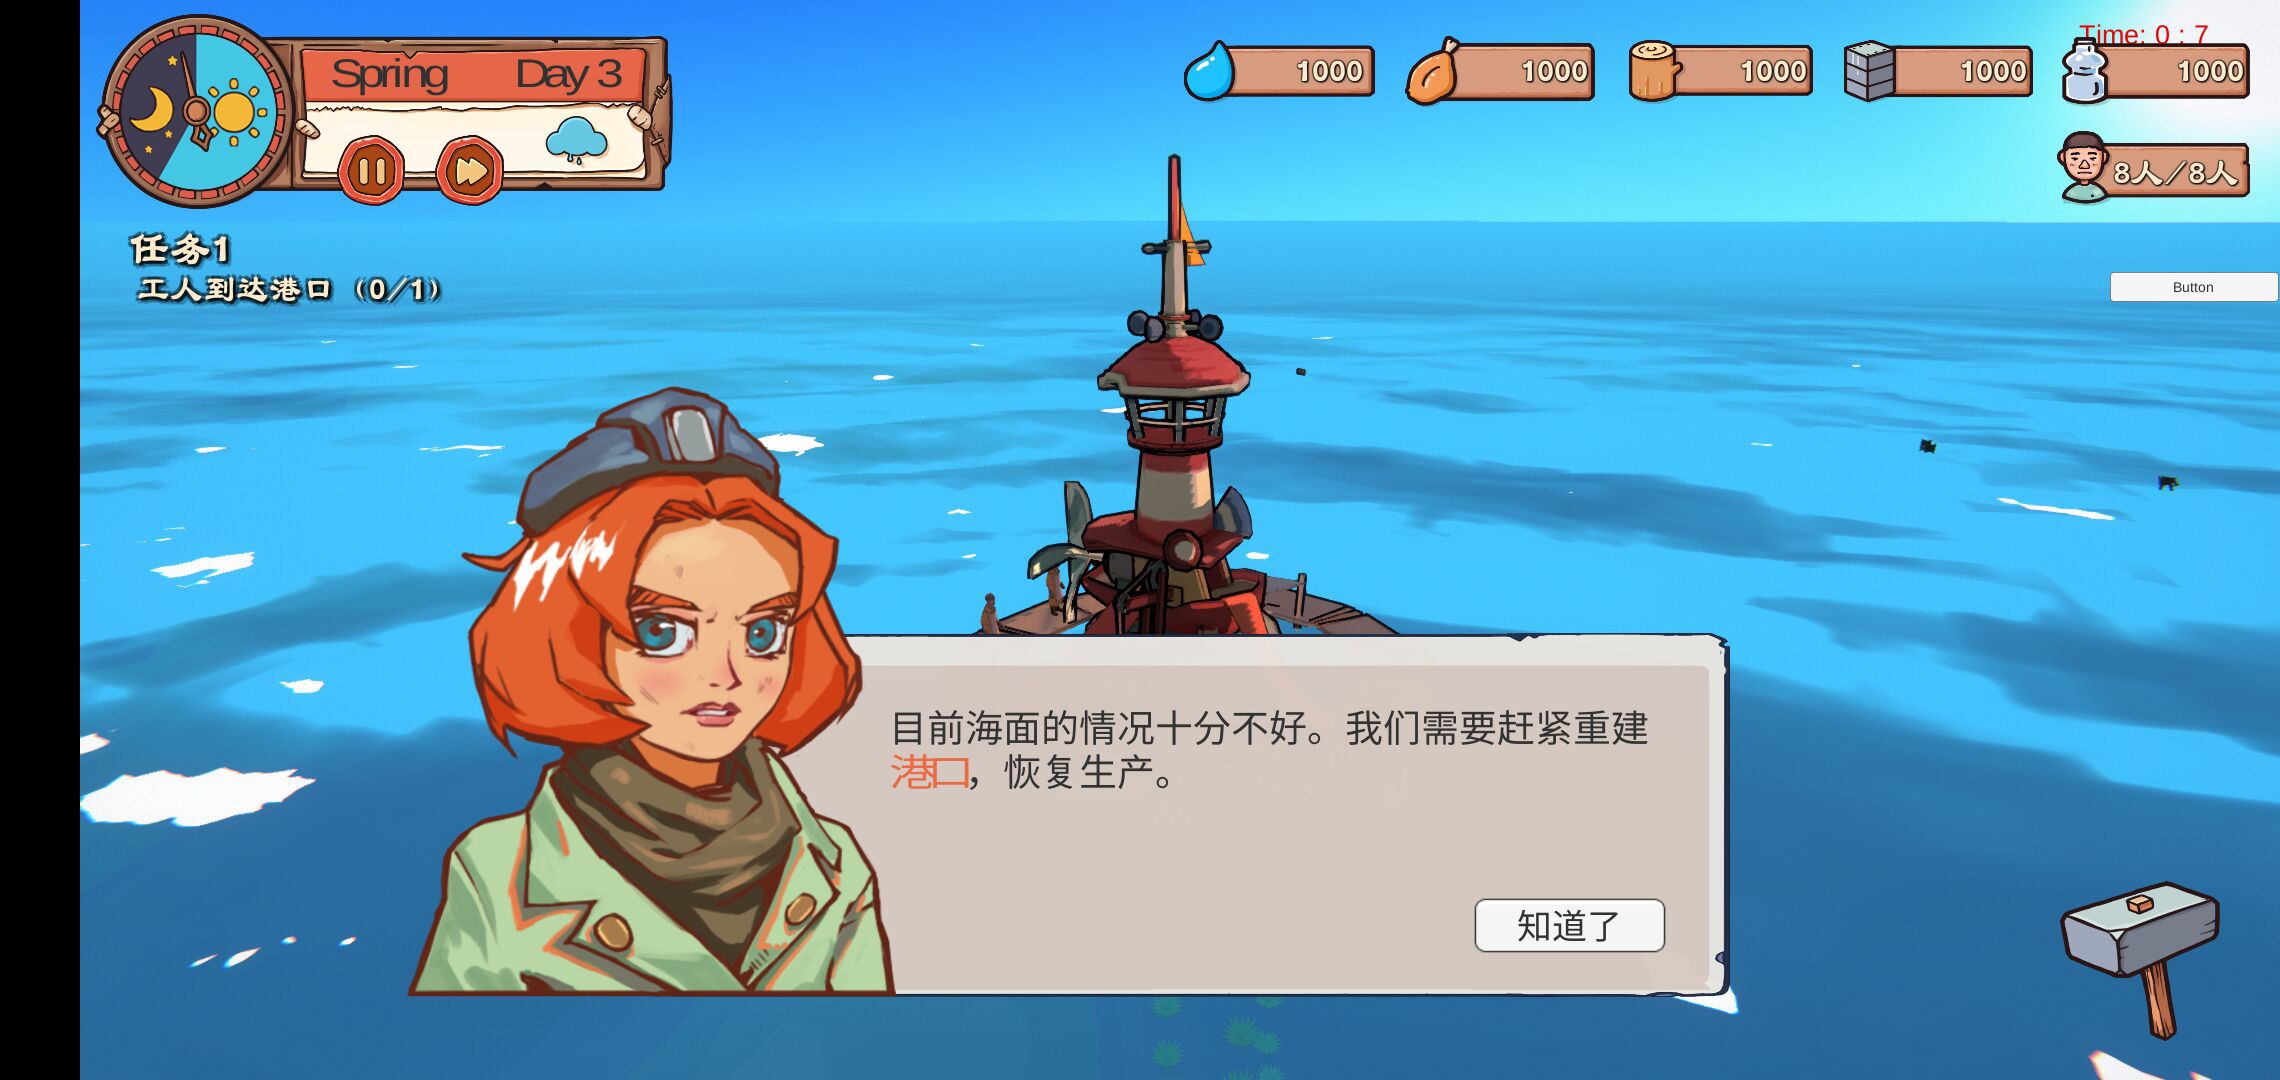 Spring Day 3
Time: 0 : 7
1000 1000 1000 1000 1000
8人/8人
任务1
工人到达港口 (0/1)
Button
目前海面的情况十分不好。我们需要赶紧重建
港口，恢复生产。
知道了